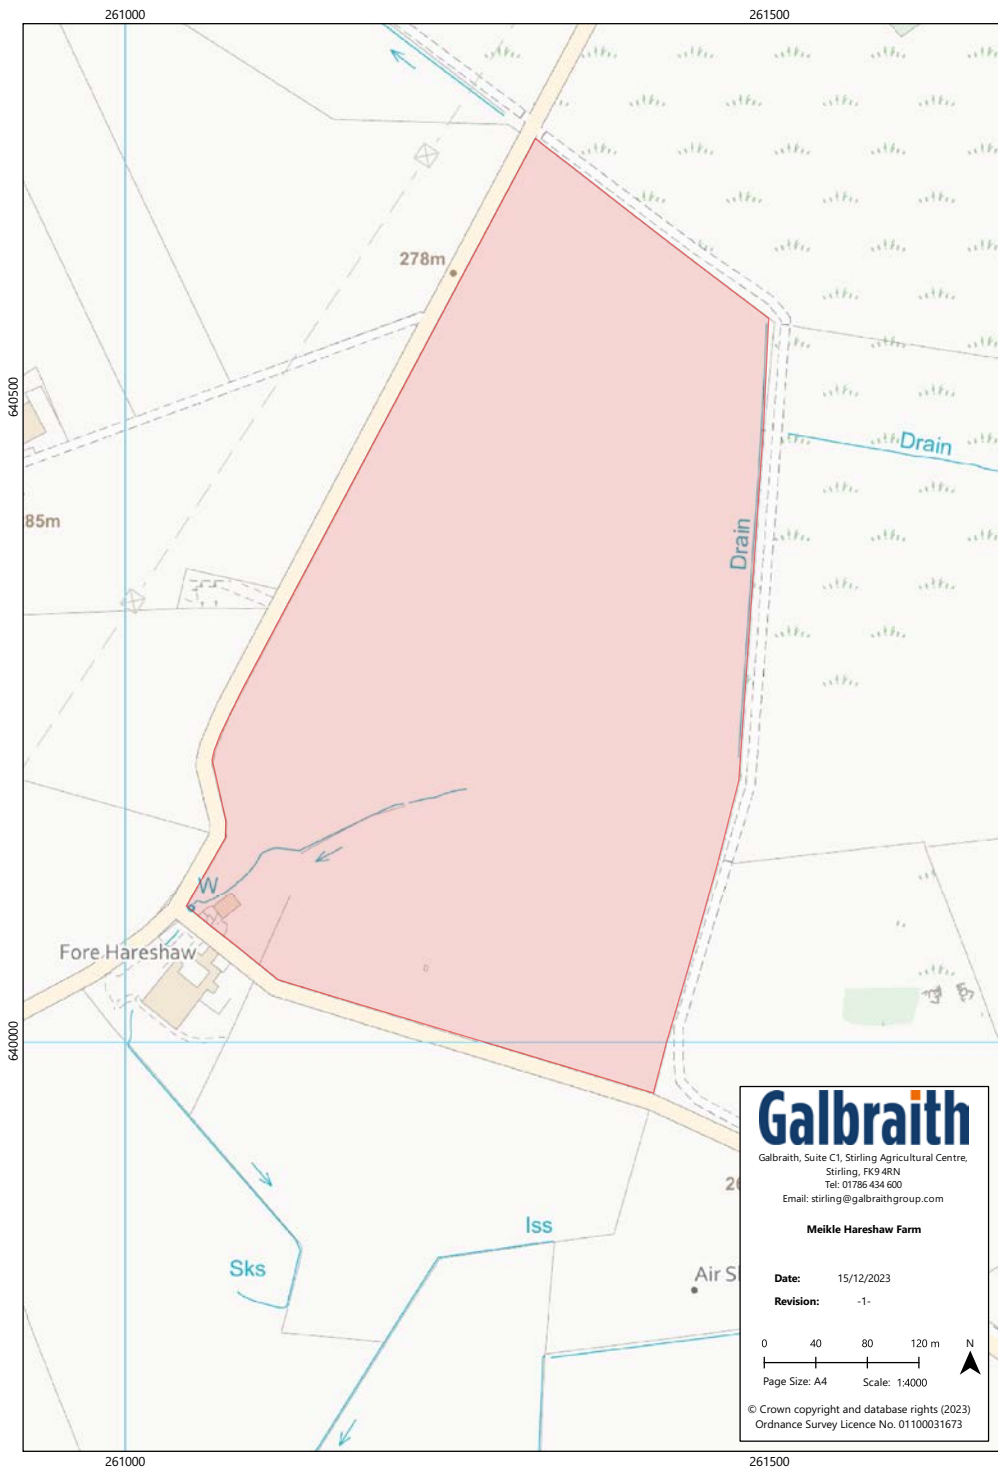 261000
261500
278m
640500
Drain
85m
Drain
W
Fore Hareshaw
640000
Iss
Sks
Air
Galbraith
Galbraith, Suite C1, Stirling Agricultural Centre,
Stirling, FK9 4RN
Tel: 01786 434 600
Email: stirling@galbraithgroup.com
Meikle Hareshaw Farm
Date: 15/12/2023
Revision: -1-
0 40 80 120 m N
Page Size: A4 Scale: 1:4000
© Crown copyright and database rights (2023)
Ordnance Survey Licence No. 01100031673
261000
261500